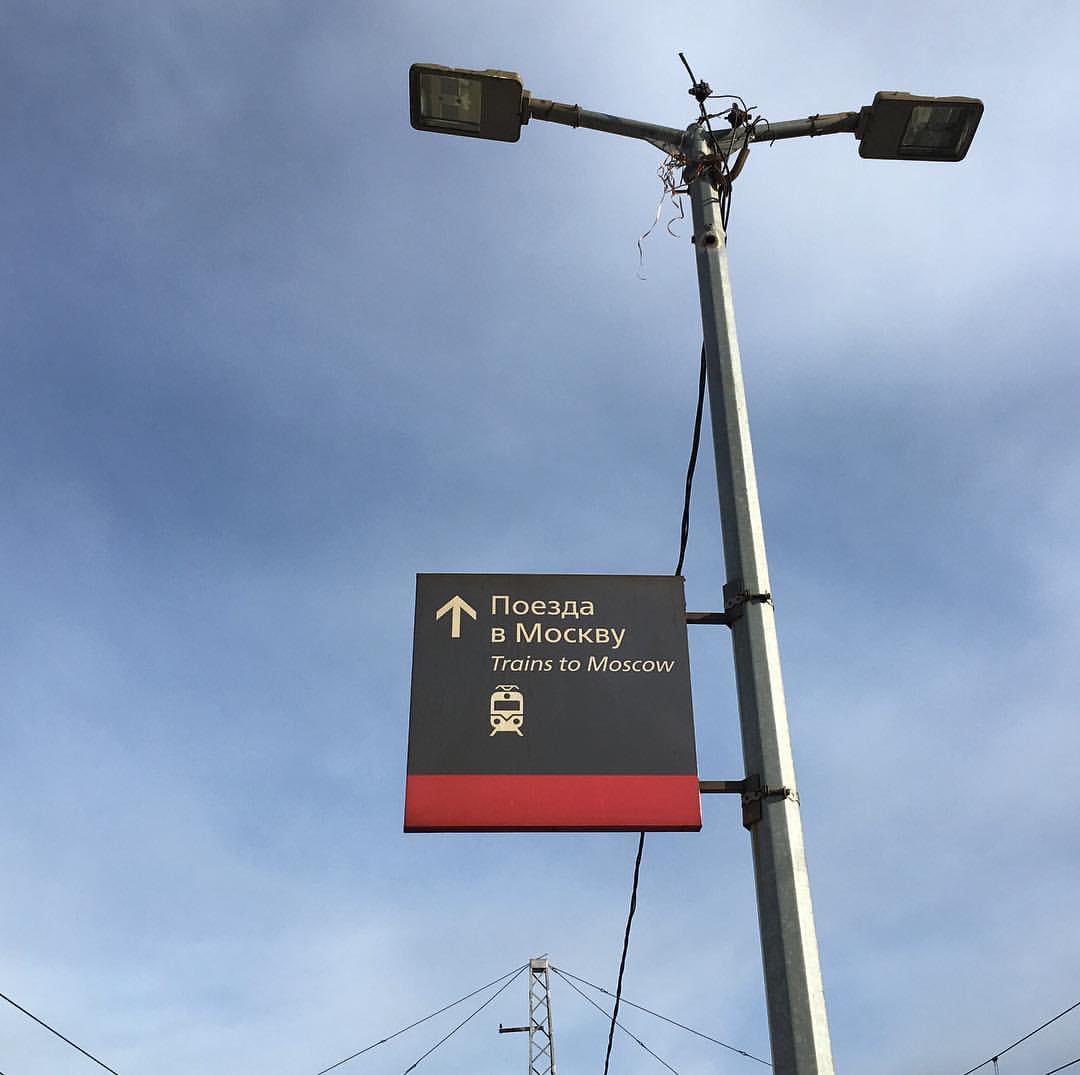 Поезда
в Москву
Trains to Moscow